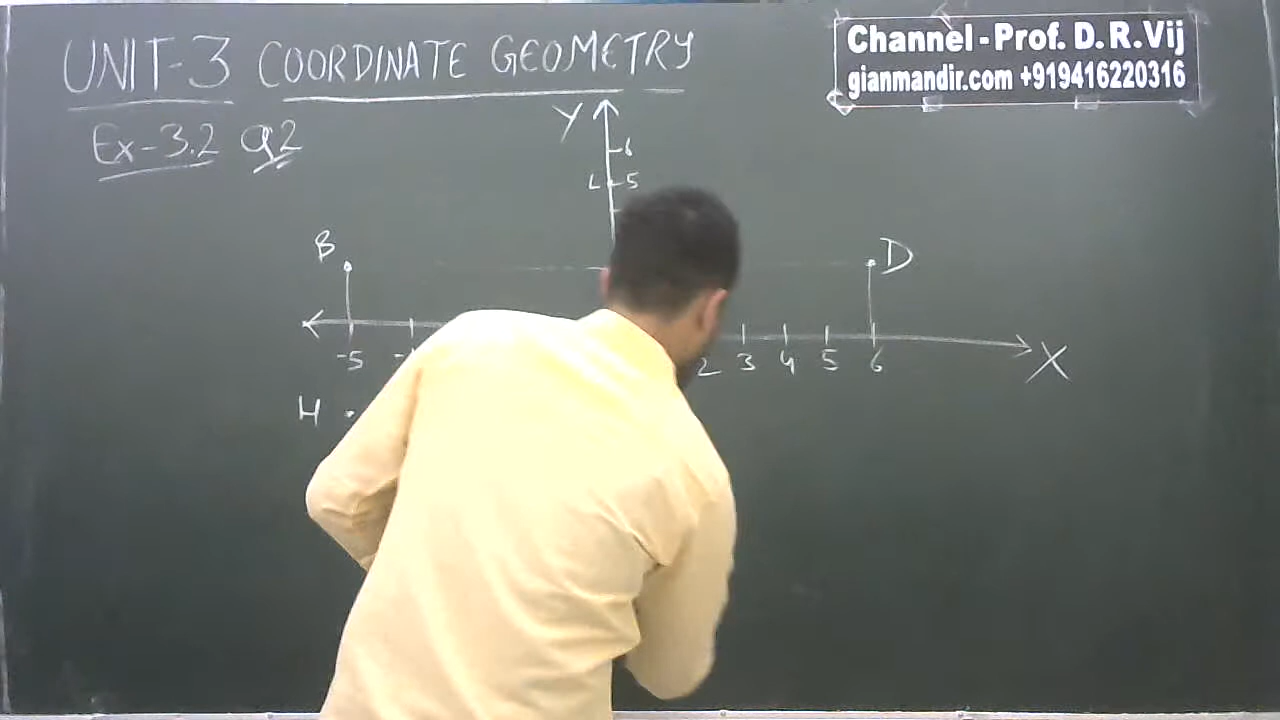 UNIT-3 COORDINATE GEOMETRY
Channel - Prof. D. R. Vij
gianmandir.com +919416220316
Ex-3.2 Q2
Y
6
L 5
B
D
-5
2 3 4 5 6
X
H